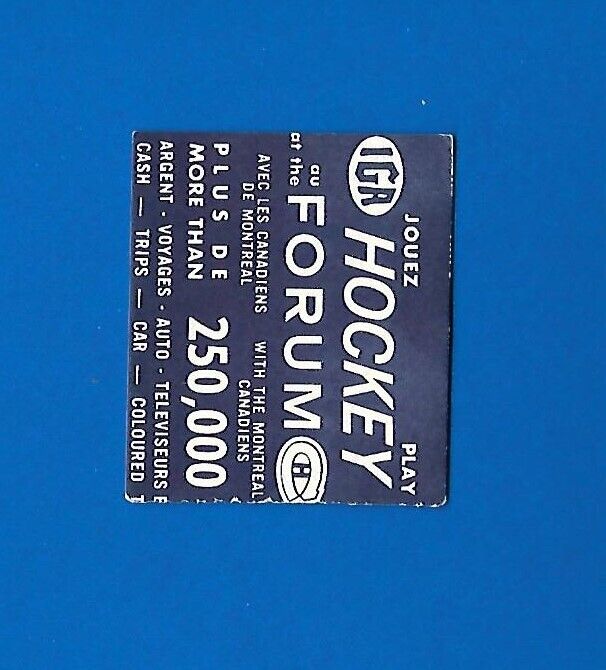 JOUEZ PLAY
IGA HOCKEY
au
at the FORUM CH
AVEC LES CANADIENS
DE MONTREAL
WITH THE MONTREAL
CANADIENS
PLUS DE
MORE THAN
250,000
ARGENT - VOYAGES - AUTO - TELEVISEURS
CASH — TRIPS — CAR — COLOURED